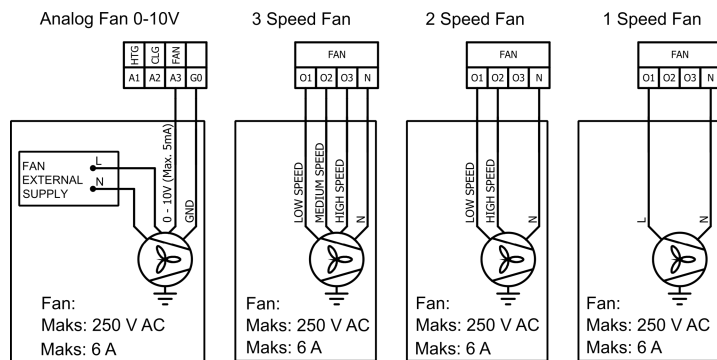 Analog Fan 0-10V
HTG
CLG
FAN
A1 A2 A3 G0
FAN
EXTERNAL
SUPPLY
L
N
0 - 10V (Max. 5mA)
GND
Fan:
Maks: 250 V AC
Maks: 6 A
3 Speed Fan
FAN
O1 O2 O3 N
LOW SPEED
MEDIUM SPEED
HIGH SPEED
N
Fan:
Maks: 250 V AC
Maks: 6 A
2 Speed Fan
FAN
O1 O2 O3 N
LOW SPEED
HIGH SPEED
N
Fan:
Maks: 250 V AC
Maks: 6 A
1 Speed Fan
FAN
O1 O2 O3 N
L
N
Fan:
Maks: 250 V AC
Maks: 6 A